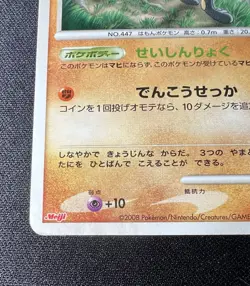 NO.447 はもんポケモン 高さ：0.7m 重さ：20.
ポケボディー せいしんりょく
このポケモンはマヒにならず、このポケモンが受けているマヒ
でんこうせっか
コインを1回投げオモテなら、10ダメージを追
しなやかで きょうじんな からだ。 3つの やま
たにを ひとばんで こえることが できる。
弱点 抵抗力
+10
Meiji ©2008 Pokémon/Nintendo/Creatures/GAME